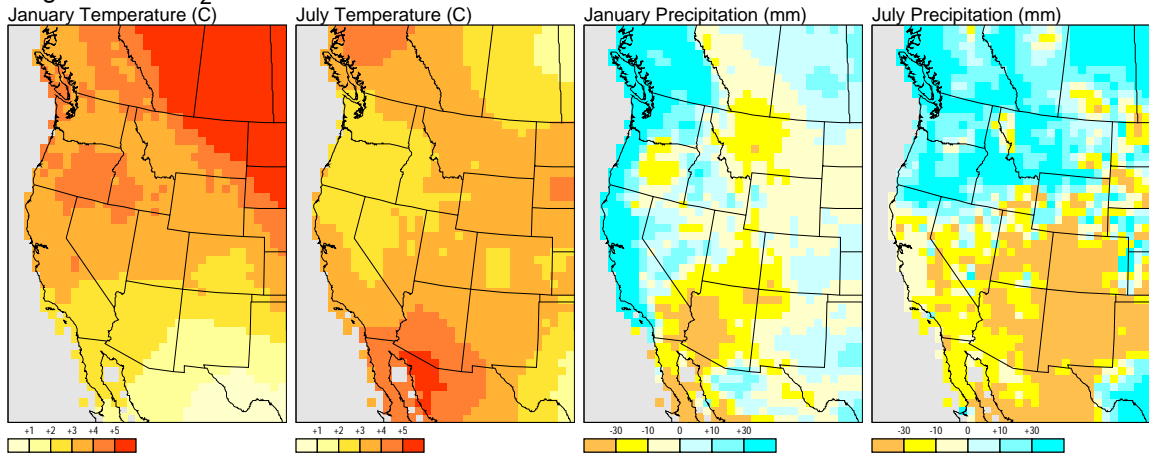 2
January Temperature (C)
July Temperature (C)
January Precipitation (mm)
July Precipitation (mm)
+1 +2 +3 +4 +5
+1 +2 +3 +4 +5
-30 -10 0 +10 +30
-30 -10 0 +10 +30